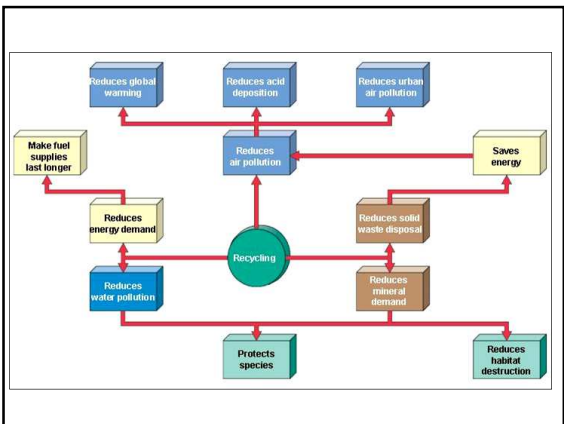 Reduces global
warming
Reduces acid
deposition
Reduces urban
air pollution
Make fuel
supplies
last longer
Reduces
air pollution
Saves
energy
Reduces
energy demand
Reduces solid
waste disposal
Recycling
Reduces
water pollution
Reduces
mineral
demand
Protects
species
Reduces
habitat
destruction